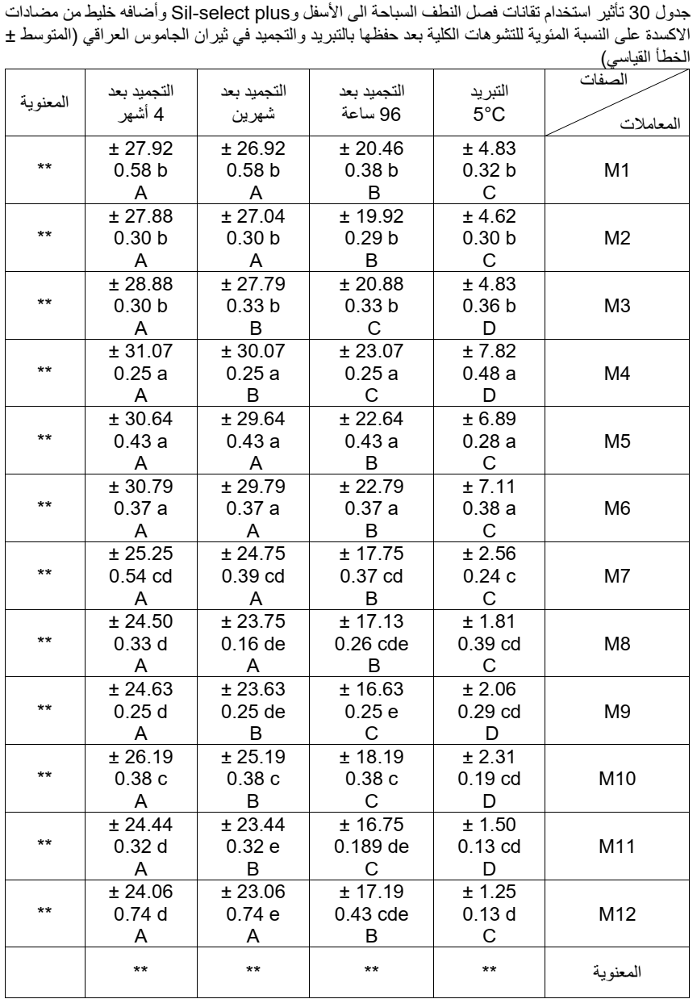 جدول 30 تأثير استخدام تقانات فصل النطف السباحة الى الأسفل وSil-select plus وأضافه خليط من مضادات
الاكسدة على النسبة المئوية للتشوهات الكلية بعد حفظها بالتبريد والتجميد في ثيران الجاموس العراقي (المتوسط ±
الخطأ القياسي)
الصفات
المعاملات
التبريد
5°C
التجميد بعد
96 ساعة
التجميد بعد
شهرين
التجميد بعد
4 أشهر
المعنوية
M1
4.83 ±
0.32 b
C
20.46 ±
0.38 b
B
26.92 ±
0.58 b
A
27.92 ±
0.58 b
A
**
M2
4.62 ±
0.30 b
C
19.92 ±
0.29 b
B
27.04 ±
0.30 b
A
27.88 ±
0.30 b
A
**
M3
4.83 ±
0.36 b
D
20.88 ±
0.33 b
C
27.79 ±
0.33 b
B
28.88 ±
0.30 b
A
**
M4
7.82 ±
0.48 a
D
23.07 ±
0.25 a
C
30.07 ±
0.25 a
B
31.07 ±
0.25 a
A
**
M5
6.89 ±
0.28 a
C
22.64 ±
0.43 a
B
29.64 ±
0.43 a
A
30.64 ±
0.43 a
A
**
M6
7.11 ±
0.38 a
C
22.79 ±
0.37 a
B
29.79 ±
0.37 a
A
30.79 ±
0.37 a
A
**
M7
2.56 ±
0.24 c
C
17.75 ±
0.37 cd
B
24.75 ±
0.39 cd
A
25.25 ±
0.54 cd
A
**
M8
1.81 ±
0.39 cd
C
17.13 ±
0.26 cde
B
23.75 ±
0.16 de
A
24.50 ±
0.33 d
A
**
M9
2.06 ±
0.29 cd
D
16.63 ±
0.25 e
C
23.63 ±
0.25 de
B
24.63 ±
0.25 d
A
**
M10
2.31 ±
0.19 cd
D
18.19 ±
0.38 c
C
25.19 ±
0.38 c
B
26.19 ±
0.38 c
A
**
M11
1.50 ±
0.13 cd
D
16.75 ±
0.189 de
C
23.44 ±
0.32 e
B
24.44 ±
0.32 d
A
**
M12
1.25 ±
0.13 d
C
17.19 ±
0.43 cde
B
23.06 ±
0.74 e
A
24.06 ±
0.74 d
A
**
المعنوية
**
**
**
**